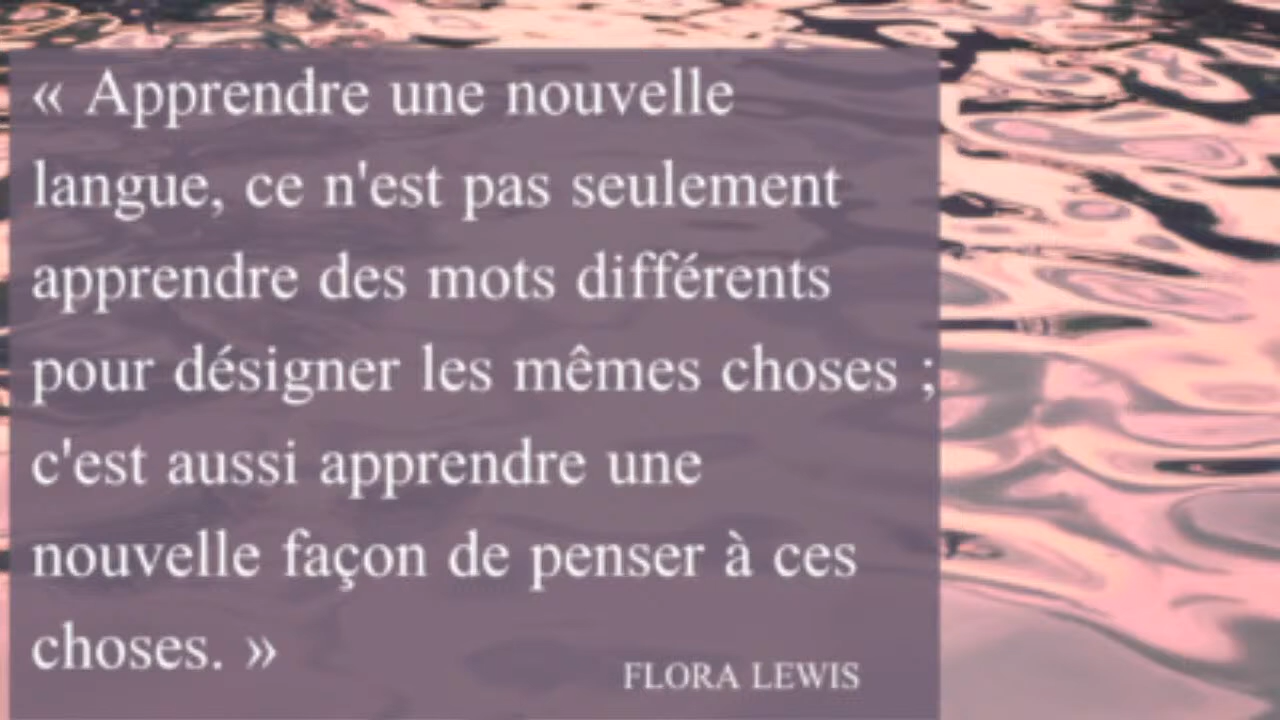 « Apprendre une nouvelle
langue, ce n'est pas seulement
apprendre des mots différents
pour désigner les mêmes choses ;
c'est aussi apprendre une
nouvelle façon de penser à ces
choses. »
FLORA LEWIS